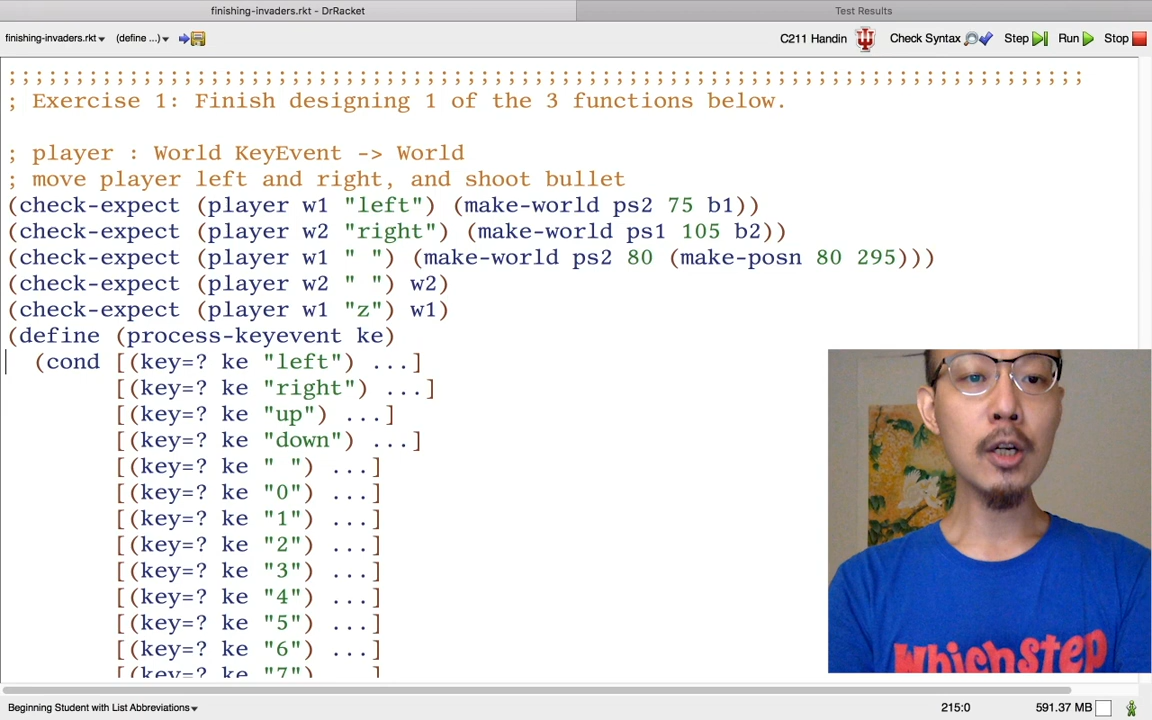 finishing-invaders.rkt - DrRacket
Test Results
finishing-invaders.rkt▾ (define ...)▾ C211 Handin Check Syntax Step Run Stop
;;;;;;;;;;;;;;;;;;;;;;;;;;;;;;;;;;;;;;;;;;;;;;;;;;;;;;;;;;;;;;;;;;;;;;;;;;;;;;;;
; Exercise 1: Finish designing 1 of the 3 functions below.
; player : World KeyEvent -> World
; move player left and right, and shoot bullet
(check-expect (player w1 "left") (make-world ps2 75 b1))
(check-expect (player w2 "right") (make-world ps1 105 b2))
(check-expect (player w1 " ") (make-world ps2 80 (make-posn 80 295)))
(check-expect (player w2 " ") w2)
(check-expect (player w1 "z") w1)
(define (process-keyevent ke)
(cond [(key=? ke "left") ...]
[(key=? ke "right") ...]
[(key=? ke "up") ...]
[(key=? ke "down") ...]
[(key=? ke " ") ...]
[(key=? ke "0") ...]
[(key=? ke "1") ...]
[(key=? ke "2") ...]
[(key=? ke "3") ...]
[(key=? ke "4") ...]
[(key=? ke "5") ...]
[(key=? ke "6") ...]
[(key=? ke "7") ...]
Whichstep
Beginning Student with List Abbreviations▾ 215:0 591.37 MB